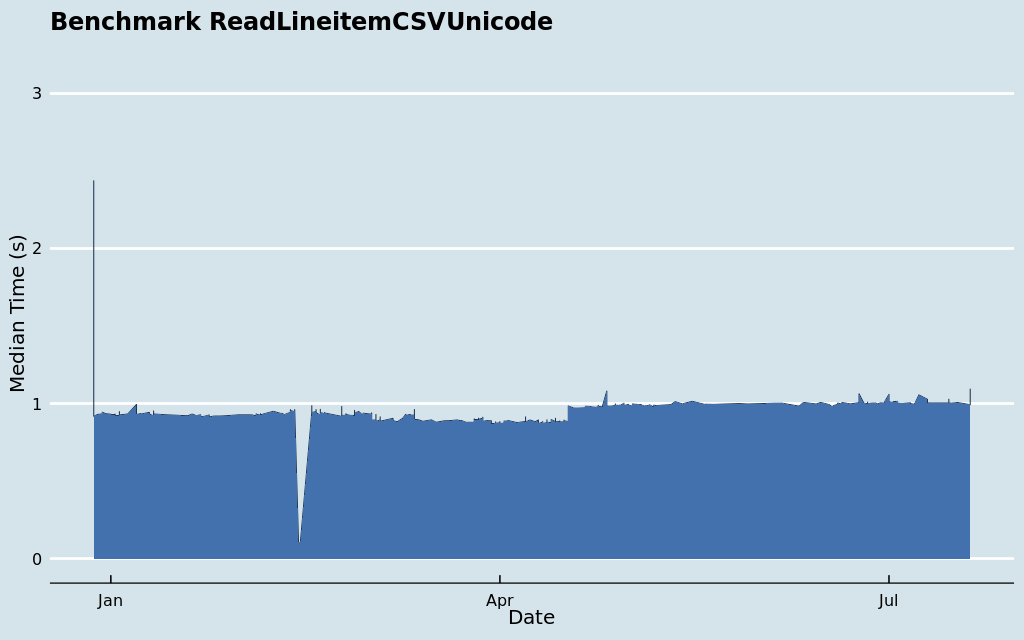 Benchmark ReadLineitemCSVUnicode
3
2
1
0
Median Time (s)
Jan
Apr
Jul
Date